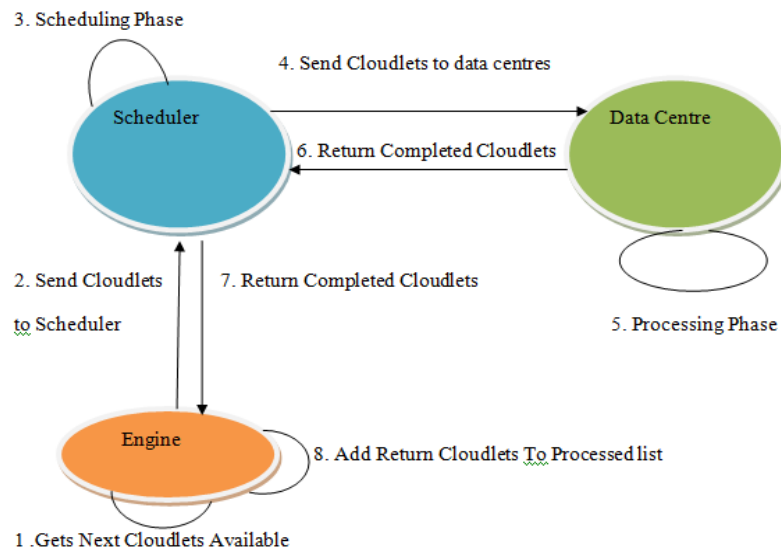 3. Scheduling Phase
4. Send Cloudlets to data centres
Scheduler
Data Centre
6. Return Completed Cloudlets
2. Send Cloudlets
to Scheduler
7. Return Completed Cloudlets
5. Processing Phase
Engine
8. Add Return Cloudlets To Processed list
1 .Gets Next Cloudlets Available